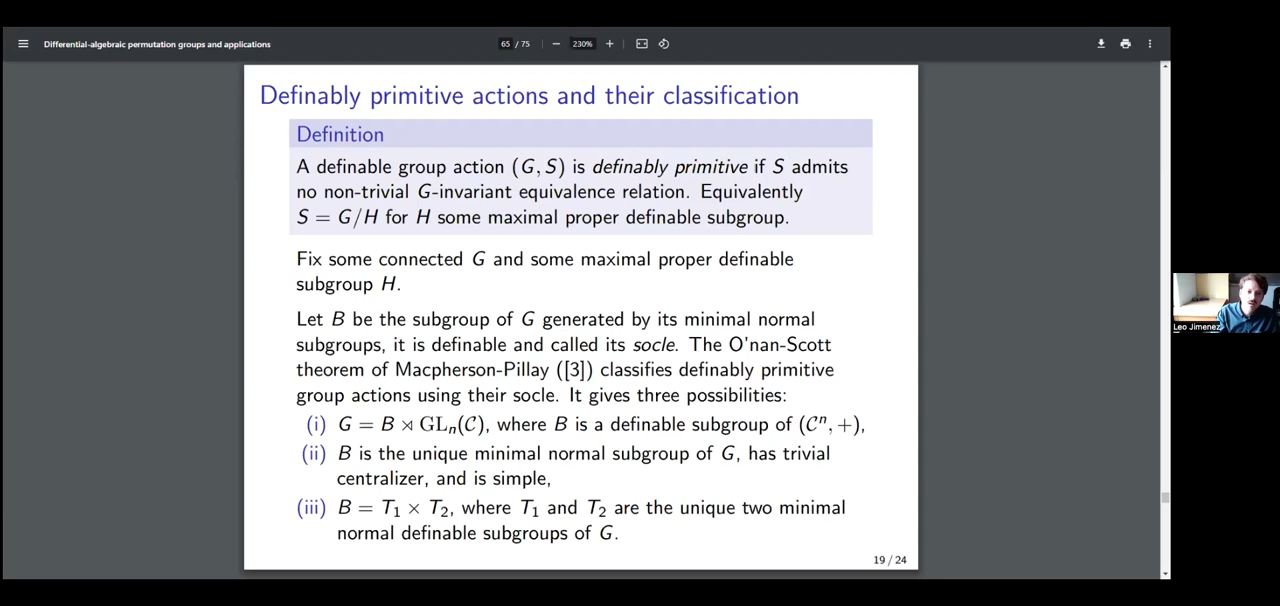 Differential-algebraic permutation groups and applications
65 / 75
230%
Definably primitive actions and their classification
Definition
A definable group action (G, S) is definably primitive if S admits
no non-trivial G-invariant equivalence relation. Equivalently
S = G/H for H some maximal proper definable subgroup.
Fix some connected G and some maximal proper definable
subgroup H.
Let B be the subgroup of G generated by its minimal normal
subgroups, it is definable and called its socle. The O'nan-Scott
theorem of Macpherson-Pillay ([3]) classifies definably primitive
group actions using their socle. It gives three possibilities:
(i) G = B ⋊ GLₙ(𝒞), where B is a definable subgroup of (𝒞ⁿ, +),
(ii) B is the unique minimal normal subgroup of G, has trivial
centralizer, and is simple,
(iii) B = T₁ × T₂, where T₁ and T₂ are the unique two minimal
normal definable subgroups of G.
19 / 24
Leo Jimenez